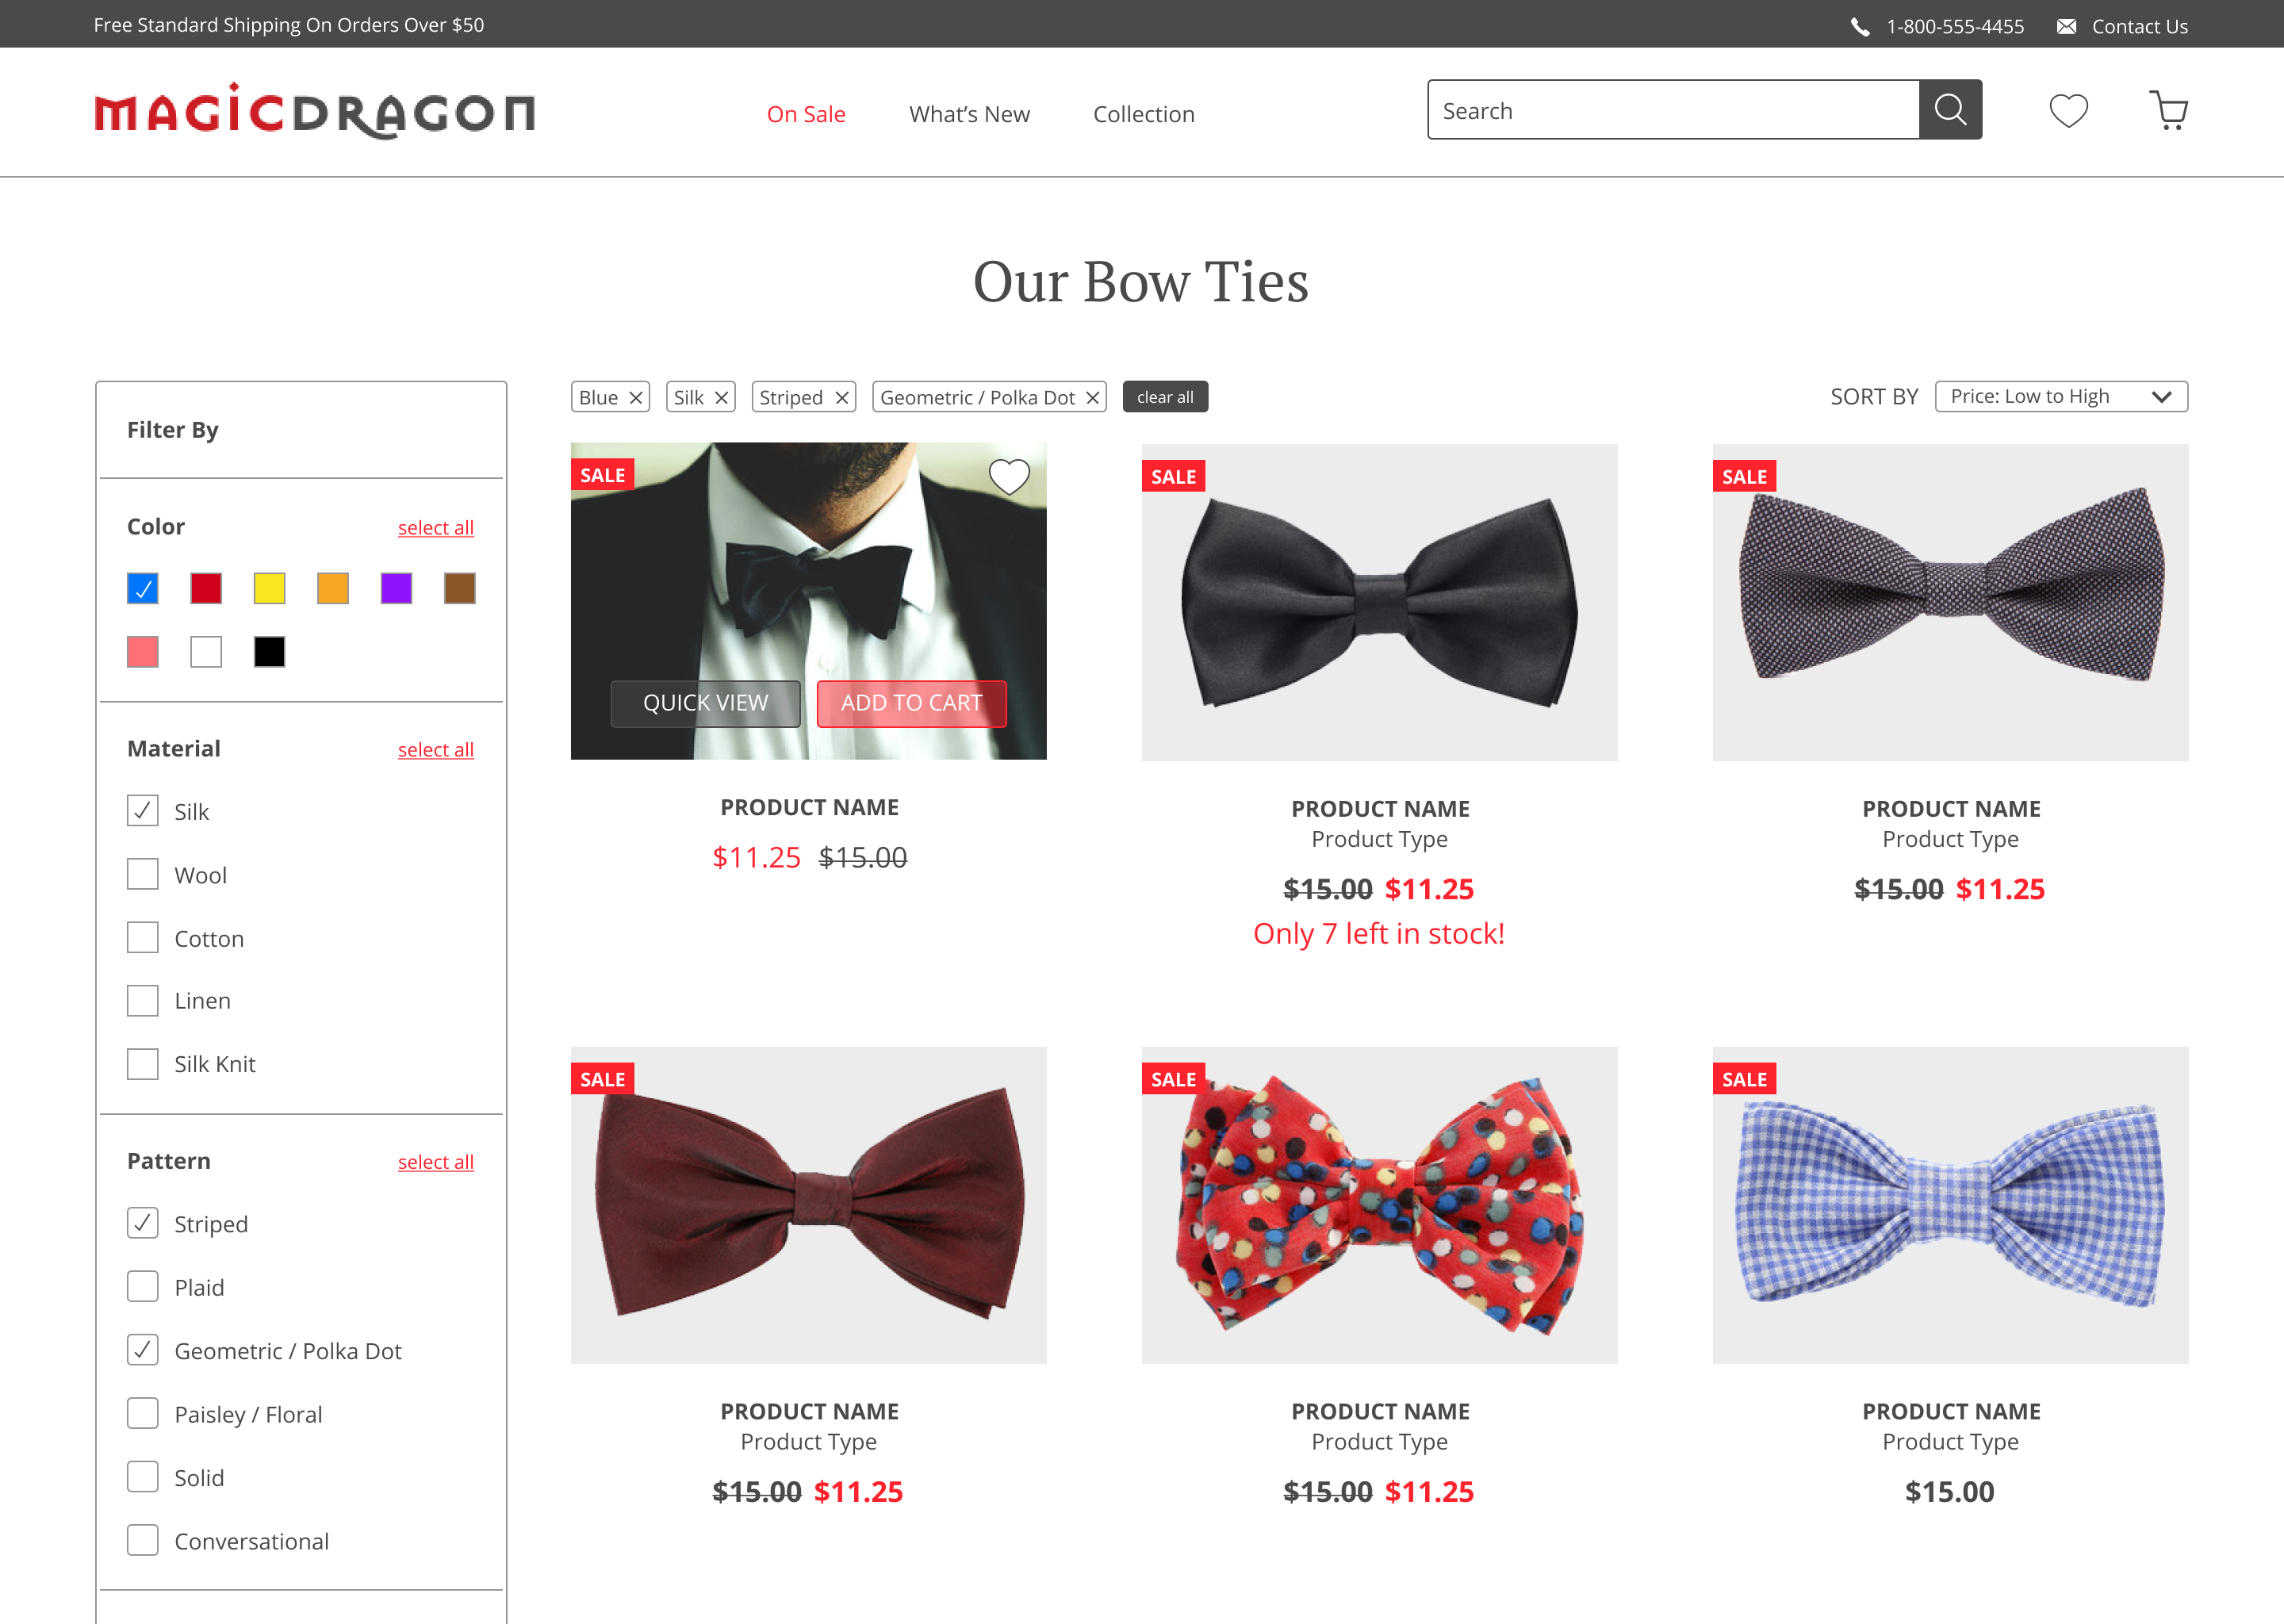 Free Standard Shipping On Orders Over $50
1-800-555-4455
Contact Us
MAGICDRAGON
On Sale
What's New
Collection
Search
Our Bow Ties
Filter By
Color
select all
Material
select all
Silk
Wool
Cotton
Linen
Silk Knit
Pattern
select all
Striped
Plaid
Geometric / Polka Dot
Paisley / Floral
Solid
Conversational
Blue
Silk
Striped
Geometric / Polka Dot
clear all
SORT BY
Price: Low to High
SALE
QUICK VIEW
ADD TO CART
PRODUCT NAME
$11.25 $15.00
SALE
PRODUCT NAME
Product Type
$15.00 $11.25
Only 7 left in stock!
SALE
PRODUCT NAME
Product Type
$15.00 $11.25
SALE
PRODUCT NAME
Product Type
$15.00 $11.25
SALE
PRODUCT NAME
Product Type
$15.00 $11.25
SALE
PRODUCT NAME
Product Type
$15.00